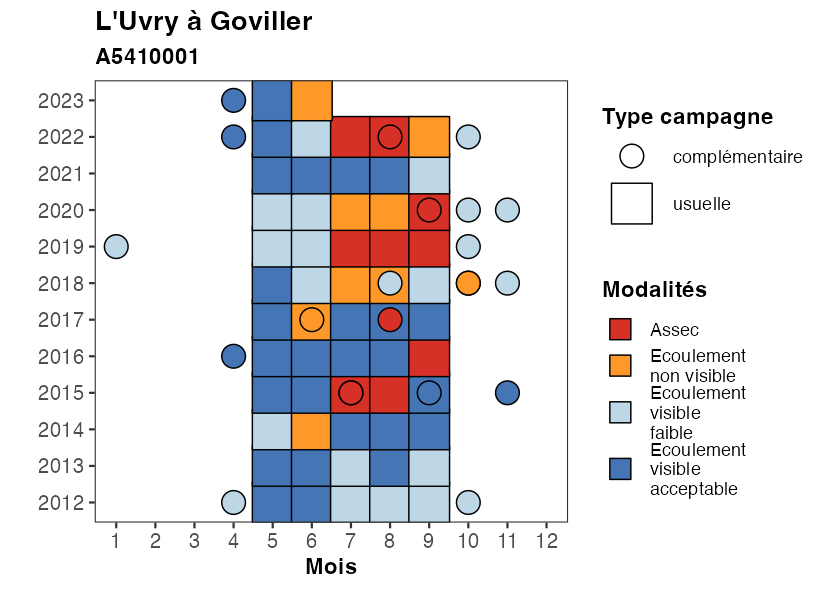 L'Uvry à Goviller
A5410001
2023
2022
2021
2020
2019
2018
2017
2016
2015
2014
2013
2012
1 2 3 4 5 6 7 8 9 10 11 12
Mois
Type campagne
complémentaire
usuelle
Modalités
Assec
Ecoulement
non visible
Ecoulement
visible
faible
Ecoulement
visible
acceptable